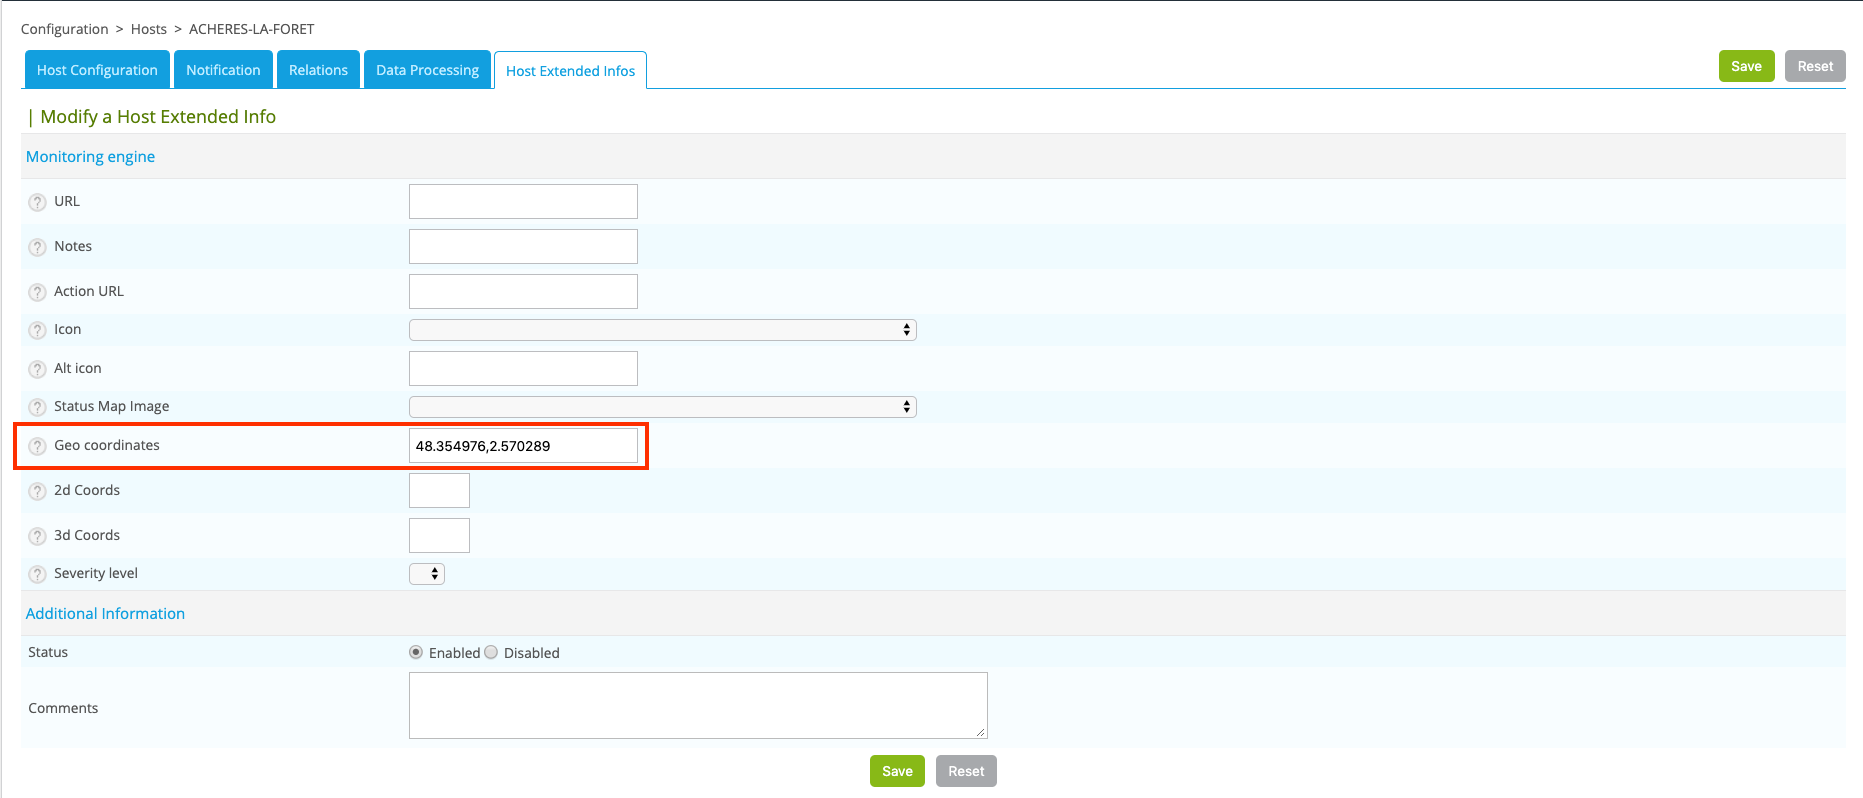 Configuration > Hosts > ACHERES-LA-FORET
Host Configuration Notification Relations Data Processing Host Extended Infos Save Reset
| Modify a Host Extended Info
Monitoring engine
? URL
? Notes
? Action URL
? Icon
? Alt icon
? Status Map Image
? Geo coordinates 48.354976,2.570289
? 2d Coords
? 3d Coords
? Severity level
Additional Information
Status Enabled Disabled
Comments
Save Reset